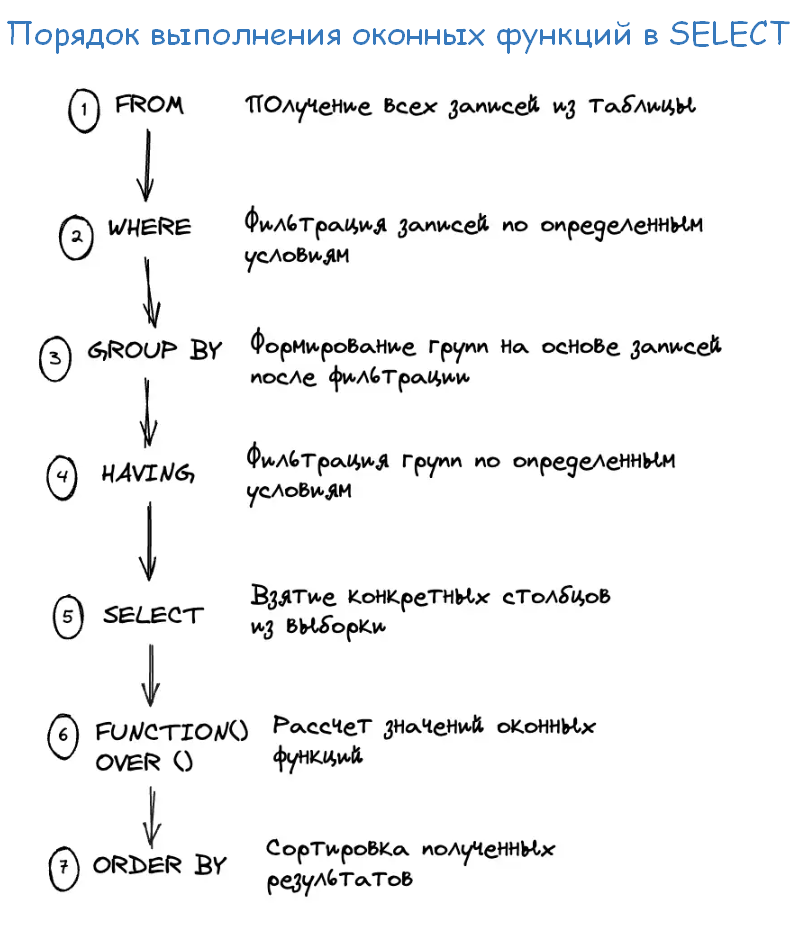 Порядок выполнения оконных функций в SELECT
1 FROM Получение всех записей из таблицы
2 WHERE Фильтрация записей по определенным
условиям
3 GROUP BY Формирование групп на основе записей
после фильтрации
4 HAVING Фильтрация групп по определенным
условиям
5 SELECT Взятие конкретных столбцов
из выборки
6 FUNCTION() Рассчет значений оконных
OVER () функций
7 ORDER BY Сортировка полученных
результатов